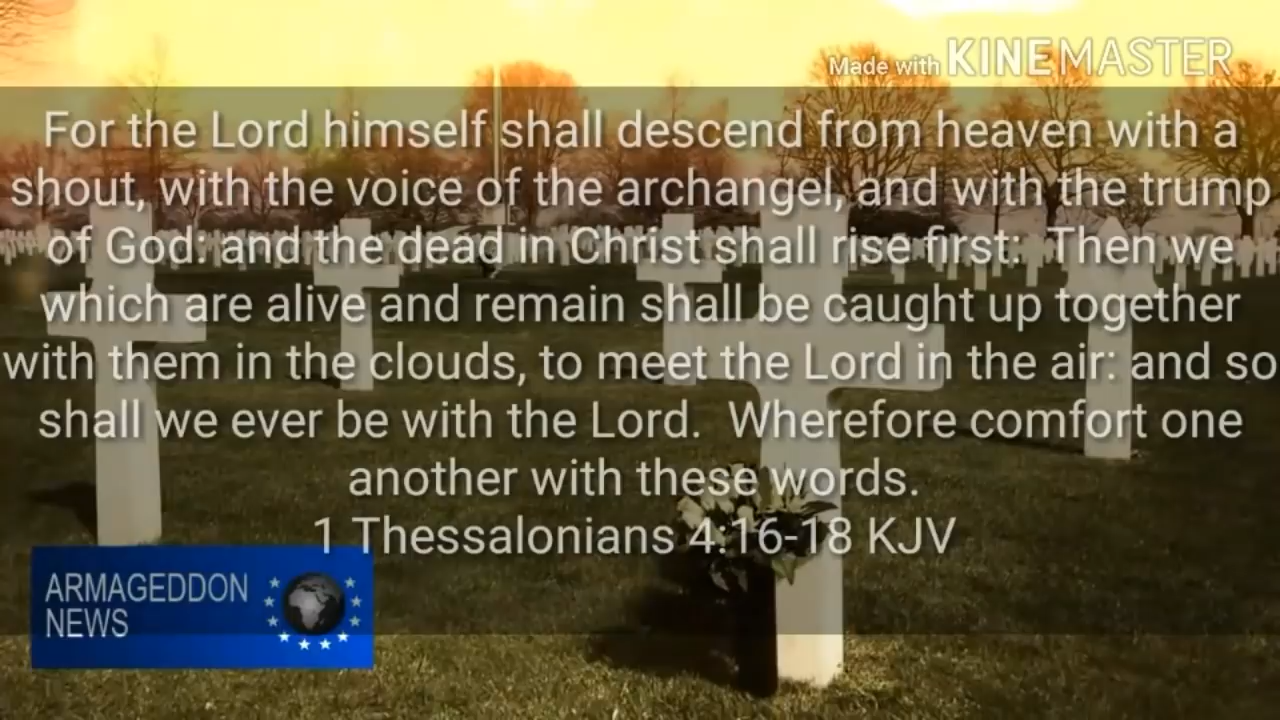 Made with KINEMASTER
For the Lord himself shall descend from heaven with a
shout, with the voice of the archangel, and with the trump
of God: and the dead in Christ shall rise first:  Then we
which are alive and remain shall be caught up together
with them in the clouds, to meet the Lord in the air: and so
shall we ever be with the Lord.  Wherefore comfort one
another with these words.
1 Thessalonians 4:16-18 KJV
ARMAGEDDON
NEWS